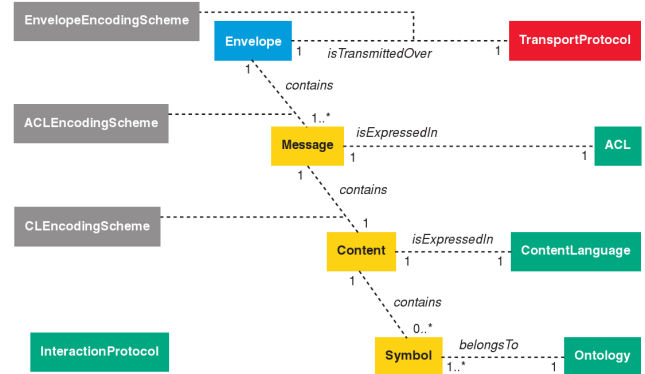 EnvelopeEncodingScheme
Envelope
TransportProtocol
1
1
isTransmittedOver
1
contains
ACLEncodingScheme
1..*
isExpressedIn
Message
ACL
1
1
1
contains
CLEncodingScheme
1
isExpressedIn
Content
ContentLanguage
1
1
1
contains
0..*
belongsTo
InteractionProtocol
Symbol
Ontology
1..*
1